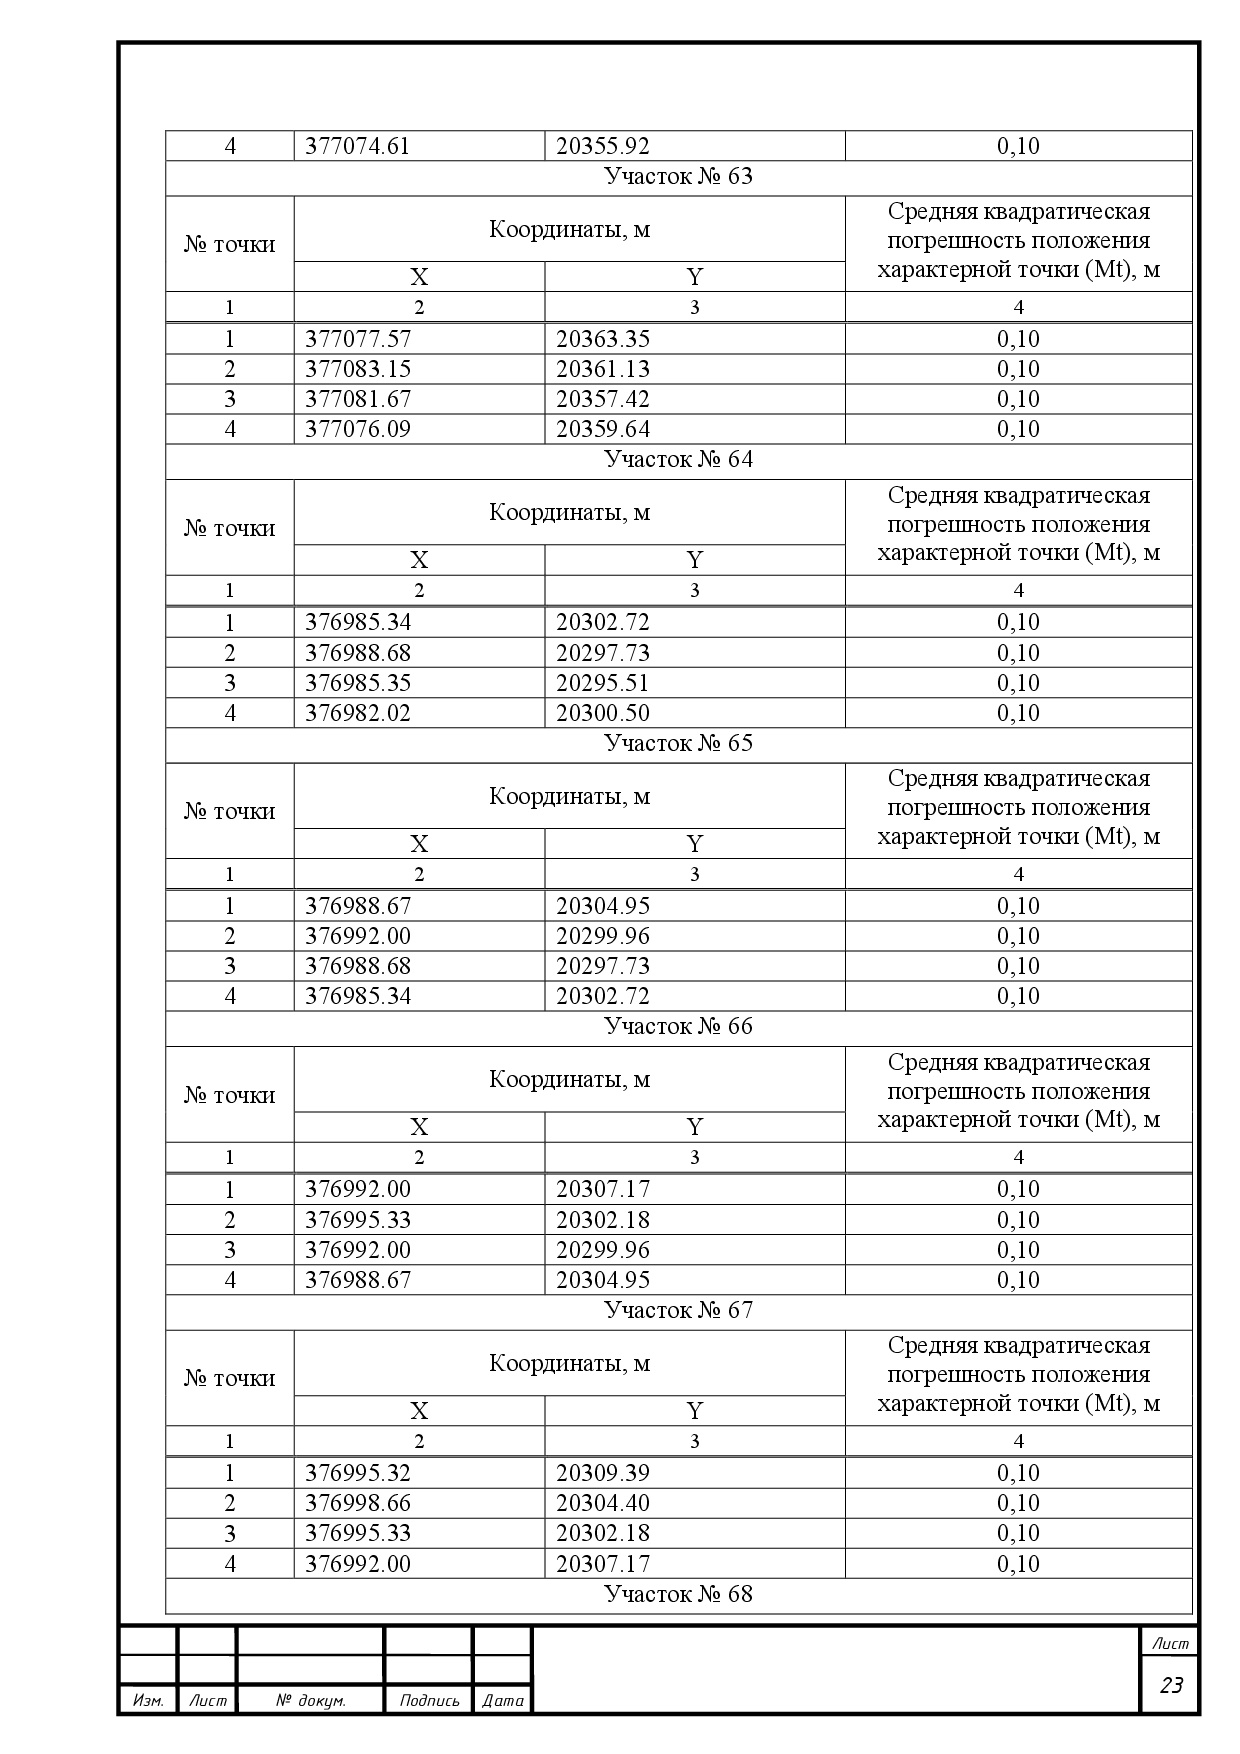 4 377074.61 20355.92 0,10
Участок № 63
№ точки Координаты, м Средняя квадратическая
погрешность положения
характерной точки (Mt), м
X Y
1 2 3 4
1 377077.57 20363.35 0,10
2 377083.15 20361.13 0,10
3 377081.67 20357.42 0,10
4 377076.09 20359.64 0,10
Участок № 64
№ точки Координаты, м Средняя квадратическая
погрешность положения
характерной точки (Mt), м
X Y
1 2 3 4
1 376985.34 20302.72 0,10
2 376988.68 20297.73 0,10
3 376985.35 20295.51 0,10
4 376982.02 20300.50 0,10
Участок № 65
№ точки Координаты, м Средняя квадратическая
погрешность положения
характерной точки (Mt), м
X Y
1 2 3 4
1 376988.67 20304.95 0,10
2 376992.00 20299.96 0,10
3 376988.68 20297.73 0,10
4 376985.34 20302.72 0,10
Участок № 66
№ точки Координаты, м Средняя квадратическая
погрешность положения
характерной точки (Mt), м
X Y
1 2 3 4
1 376992.00 20307.17 0,10
2 376995.33 20302.18 0,10
3 376992.00 20299.96 0,10
4 376988.67 20304.95 0,10
Участок № 67
№ точки Координаты, м Средняя квадратическая
погрешность положения
характерной точки (Mt), м
X Y
1 2 3 4
1 376995.32 20309.39 0,10
2 376998.66 20304.40 0,10
3 376995.33 20302.18 0,10
4 376992.00 20307.17 0,10
Участок № 68
Лист
23
Изм. Лист № докум. Подпись Дата